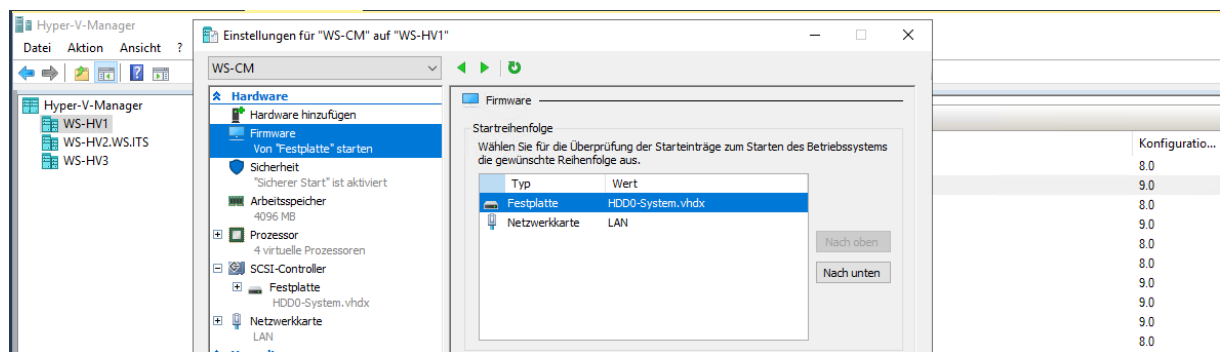 Hyper-V-Manager
Datei Aktion Ansicht ?
Hyper-V-Manager
WS-HV1
WS-HV2.WS.ITS
WS-HV3
Einstellungen für "WS-CM" auf "WS-HV1"
WS-CM
Hardware
Hardware hinzufügen
Firmware
Von "Festplatte" starten
Sicherheit
"Sicherer Start" ist aktiviert
Arbeitsspeicher
4096 MB
Prozessor
4 virtuelle Prozessoren
SCSI-Controller
Festplatte
HDD0-System.vhdx
Netzwerkkarte
LAN
Firmware
Startreihenfolge
Wählen Sie für die Überprüfung der Starteinträge zum Starten des Betriebssystems
die gewünschte Reihenfolge aus.
Typ Wert
Festplatte HDD0-System.vhdx
Netzwerkkarte LAN
Nach oben
Nach unten
Konfiguratio...
8.0
9.0
8.0
9.0
8.0
8.0
9.0
9.0
9.0
8.0